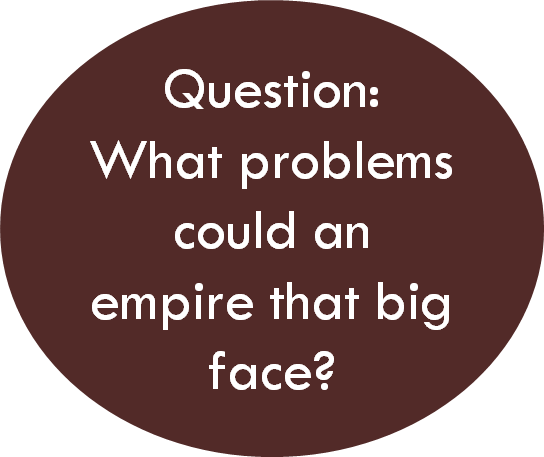 Question:
What problems
could an
empire that big
face?